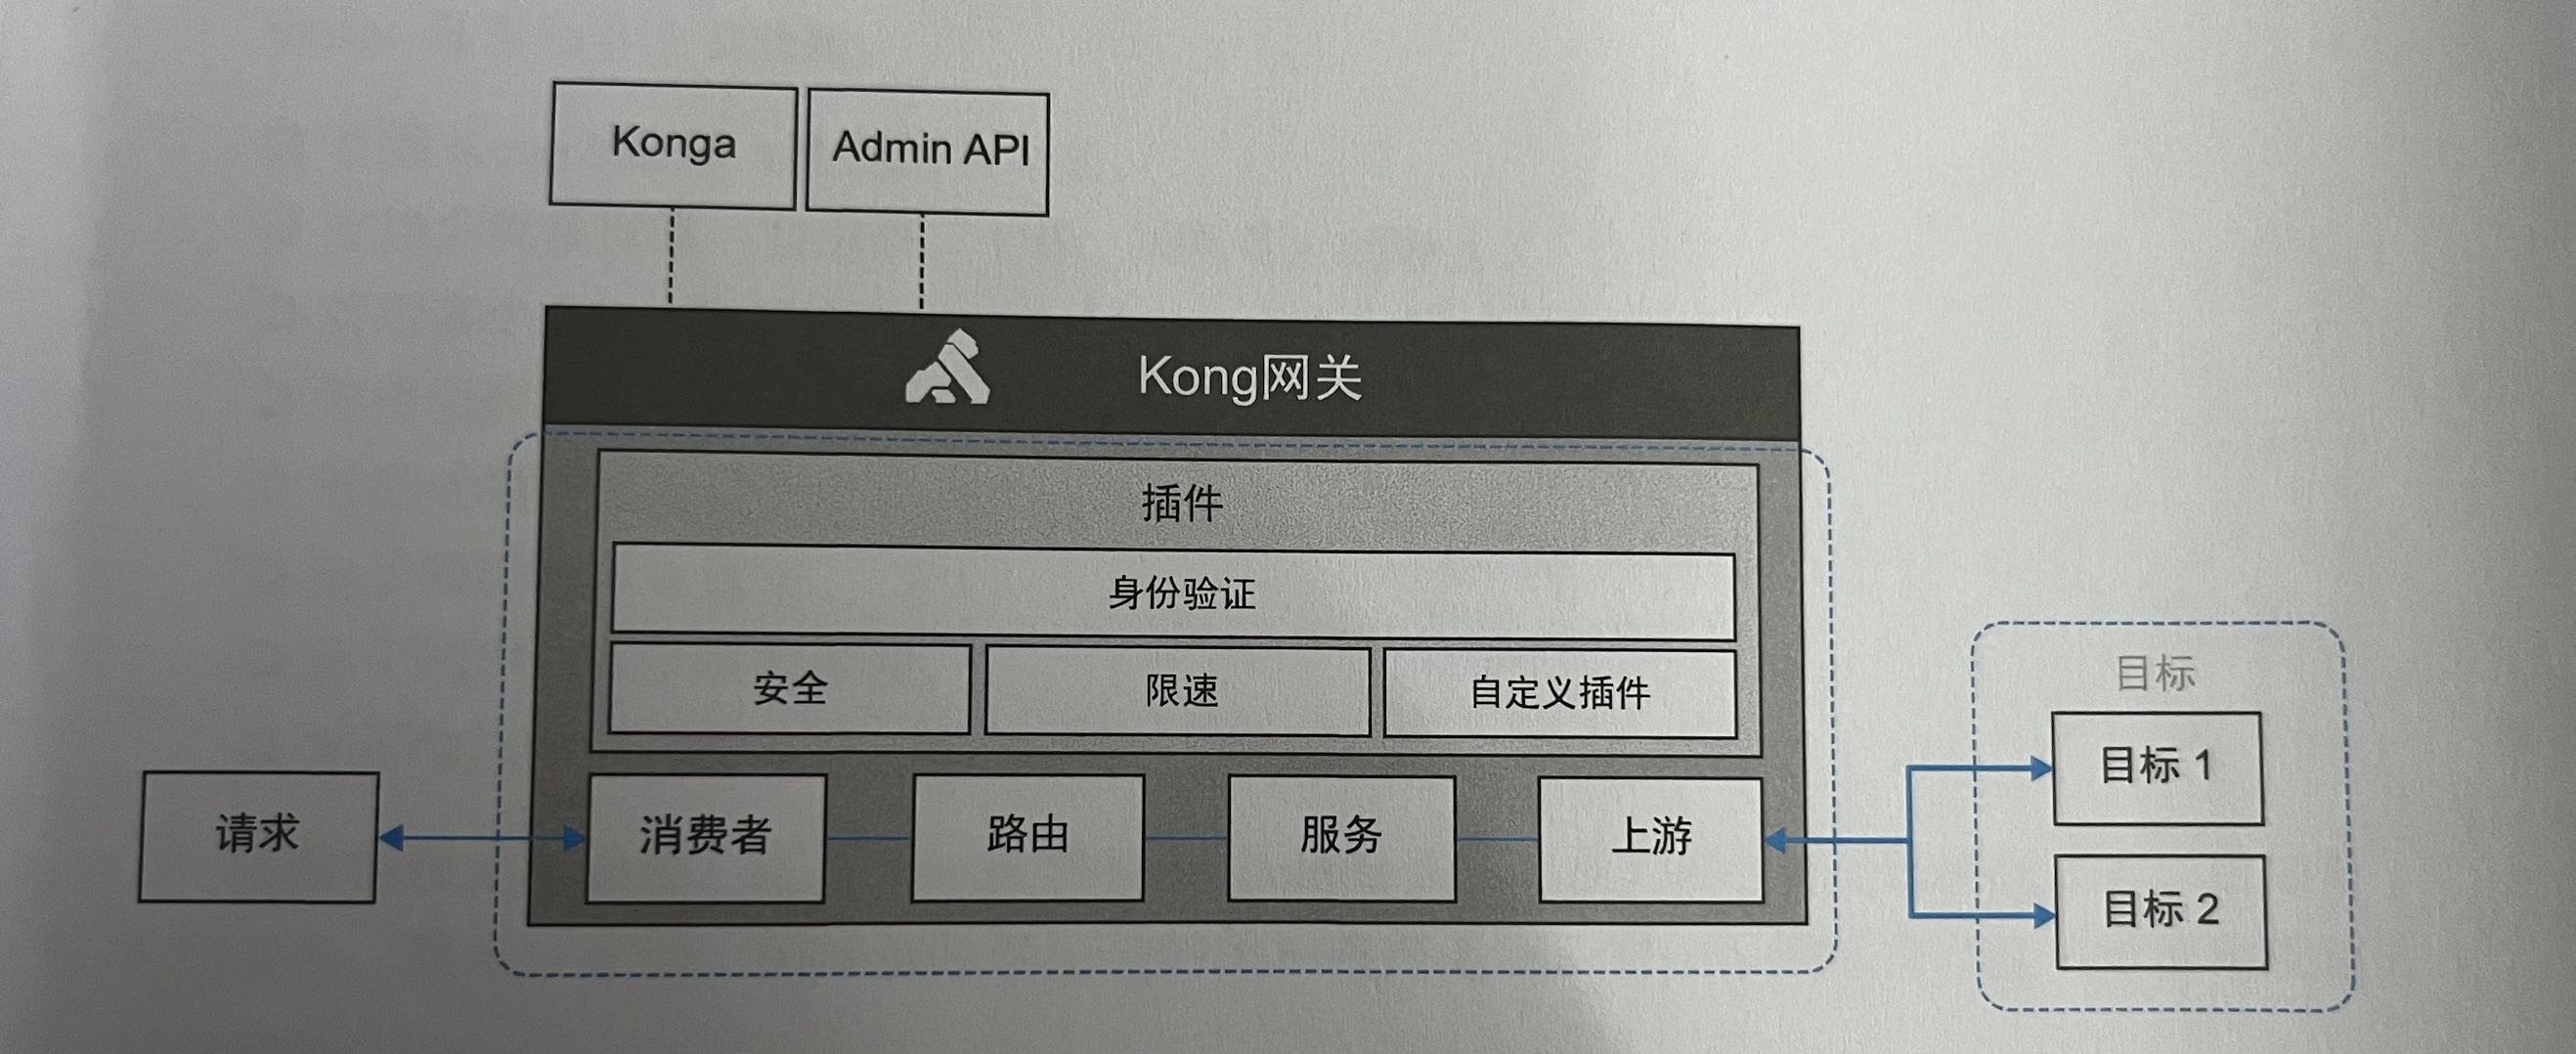 Konga
Admin API
Kong网关
插件
身份验证
安全
限速
自定义插件
请求
消费者
路由
服务
上游
目标
目标 1
目标 2